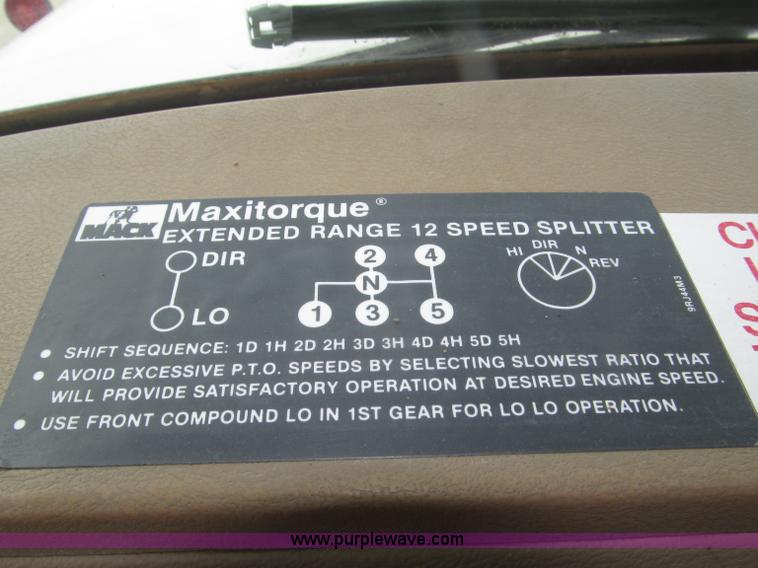 MACK
Maxitorque®
EXTENDED RANGE 12 SPEED SPLITTER
DIR
LO
2 4
N
1 3 5
HI DIR N REV
9RJ44M3
• SHIFT SEQUENCE: 1D 1H 2D 2H 3D 3H 4D 4H 5D 5H
• AVOID EXCESSIVE P.T.O. SPEEDS BY SELECTING SLOWEST RATIO THAT
WILL PROVIDE SATISFACTORY OPERATION AT DESIRED ENGINE SPEED.
• USE FRONT COMPOUND LO IN 1ST GEAR FOR LO LO OPERATION.
www.purplewave.com